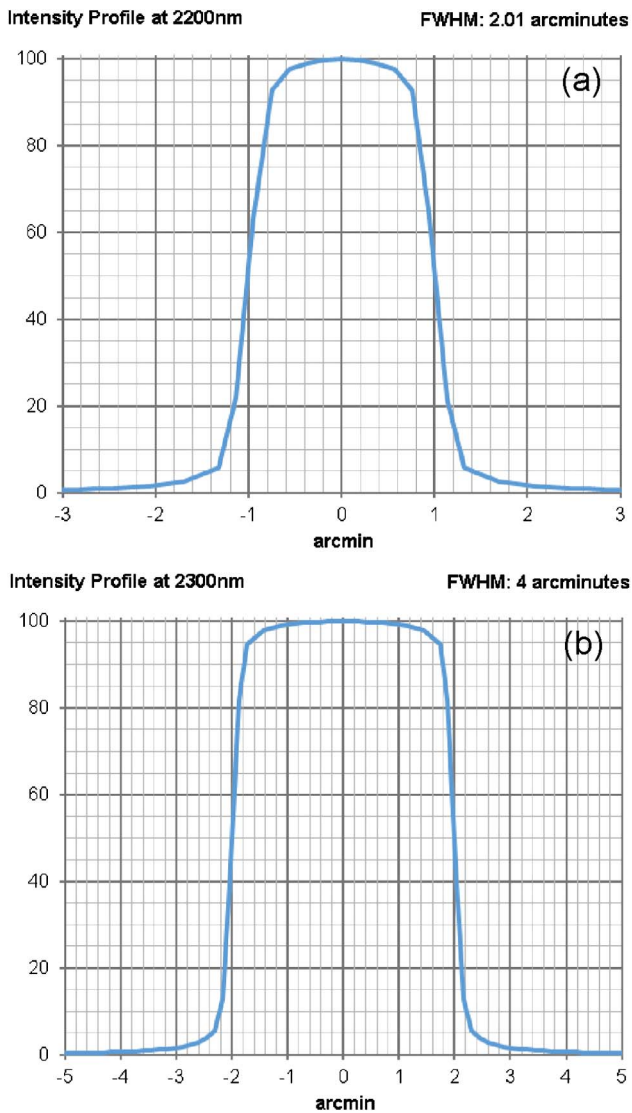 Intensity Profile at 2200nm FWHM: 2.01 arcminutes
(a)
100
80
60
40
20
0
-3 -2 -1 0 1 2 3
arcmin
Intensity Profile at 2300nm FWHM: 4 arcminutes
(b)
100
80
60
40
20
0
-5 -4 -3 -2 -1 0 1 2 3 4 5
arcmin